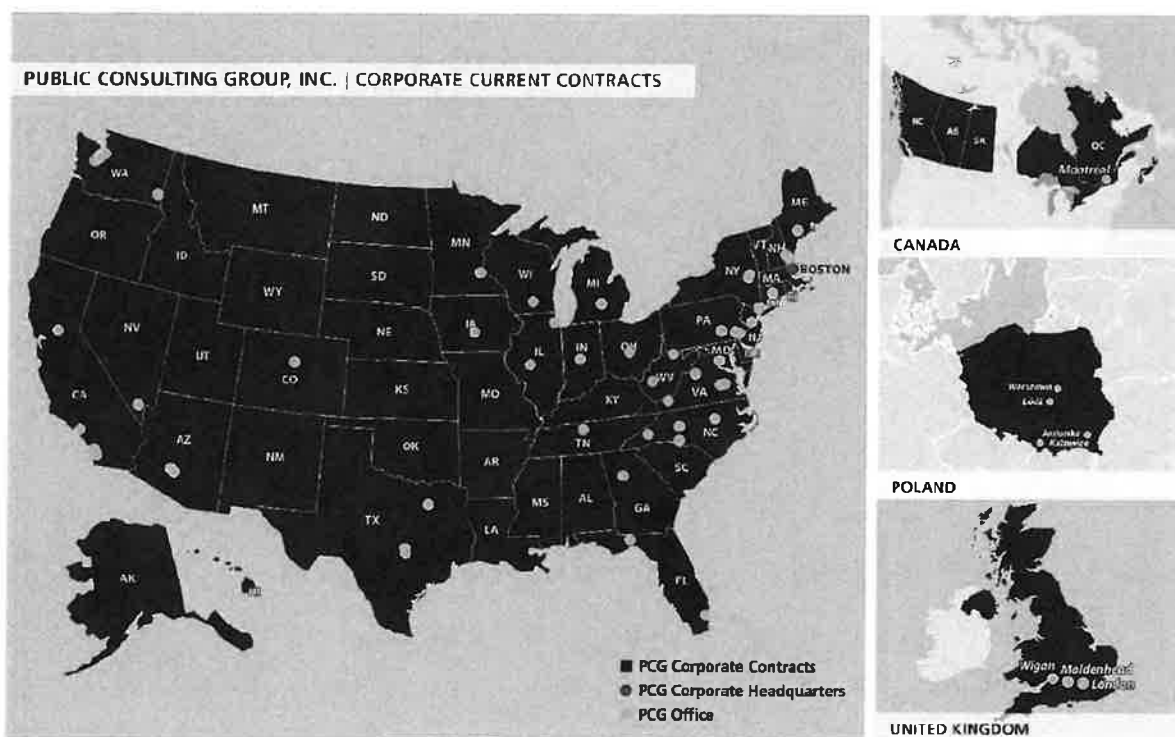 PUBLIC CONSULTING GROUP, INC. | CORPORATE CURRENT CONTRACTS
WA
MT
ND
MN
ME
OR
ID
SD
WI
MI
VT
NH
NY
BOSTON
MA
WY
IA
PA
NV
NE
NJ
UT
IL
IN
OH
MD
CO
WV
CA
KS
MO
VA
KY
AZ
OK
TN
NC
NM
AR
SC
MS
AL
GA
TX
LA
FL
AK
HI
PCG Corporate Contracts
PCG Corporate Headquarters
PCG Office
AB
SK
QC
Montreal
CANADA
Warszawa
Łódź
Katowice
POLAND
Wigan
Maidenhead
London
UNITED KINGDOM